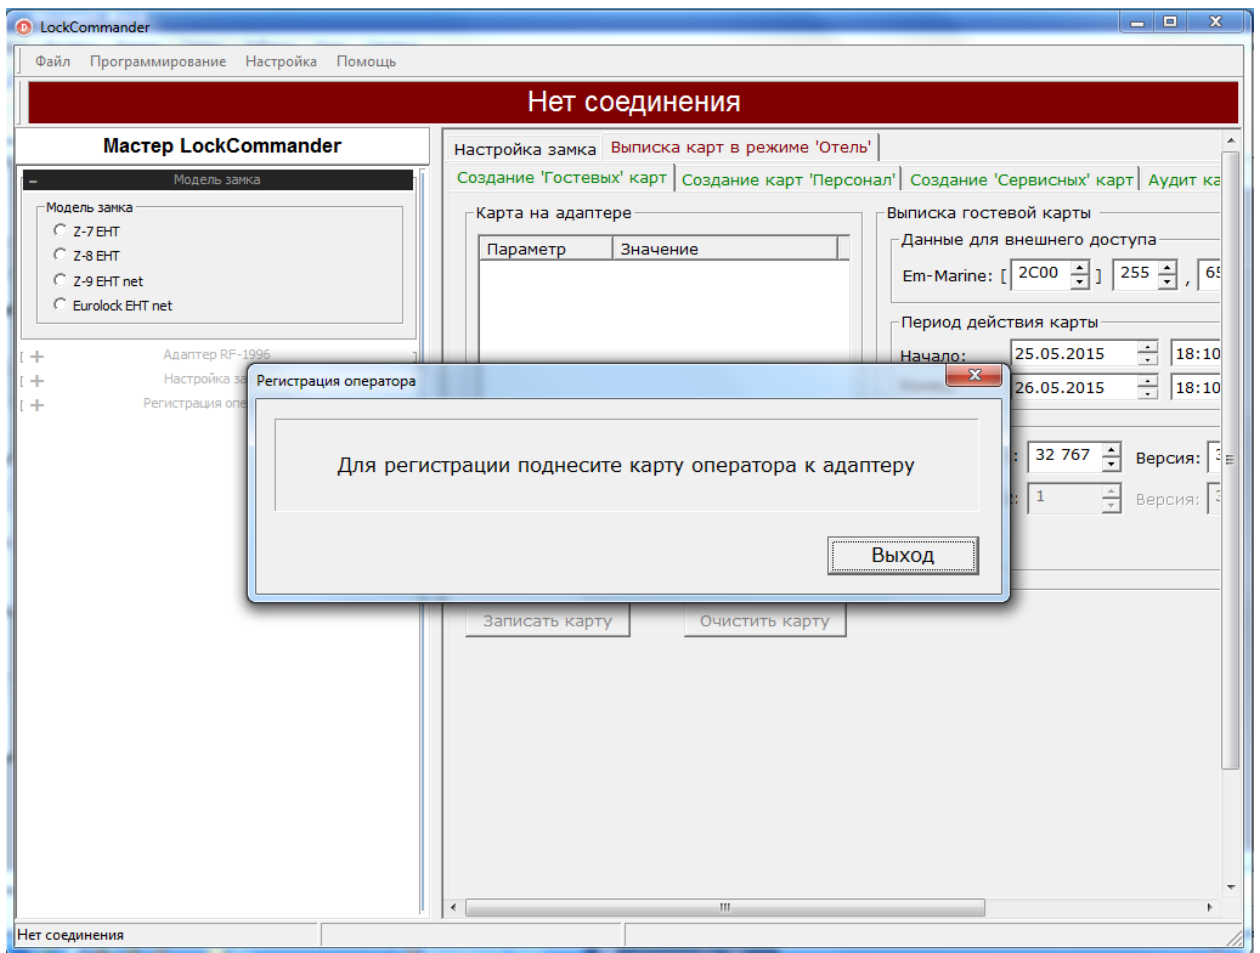 LockCommander
Файл Программирование Настройка Помощь
Нет соединения
Мастер LockCommander
Настройка замка Выписка карт в режиме 'Отель'
Создание 'Гостевых' карт Создание карт 'Персонал' Создание 'Сервисных' карт Аудит ка
Модель замка
Модель замка
Z-7 EHT
Z-8 EHT
Z-9 EHT net
Eurolock EHT net
[ + Адаптер RF-1996 ]
[ + Настройка за
[ + Регистрация опе
Карта на адаптере
Параметр Значение
Выписка гостевой карты
Данные для внешнего доступа
Em-Marine: [ 2C00 ] 255 , 65
Период действия карты
Начало: 25.05.2015 18:10
26.05.2015 18:10
: 32 767 Версия: 3
: 1 Версия: 3
Регистрация оператора
Для регистрации поднесите карту оператора к адаптеру
Выход
Записать карту Очистить карту
Нет соединения